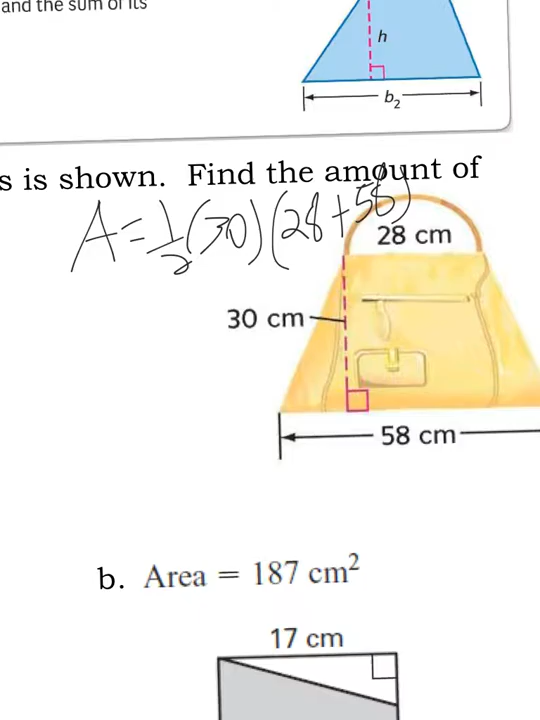 and the sum of its
h
b₂
s is shown. Find the amount of
A = 1/2 (30) (28 + 58)
28 cm
30 cm
58 cm
b. Area = 187 cm²
17 cm